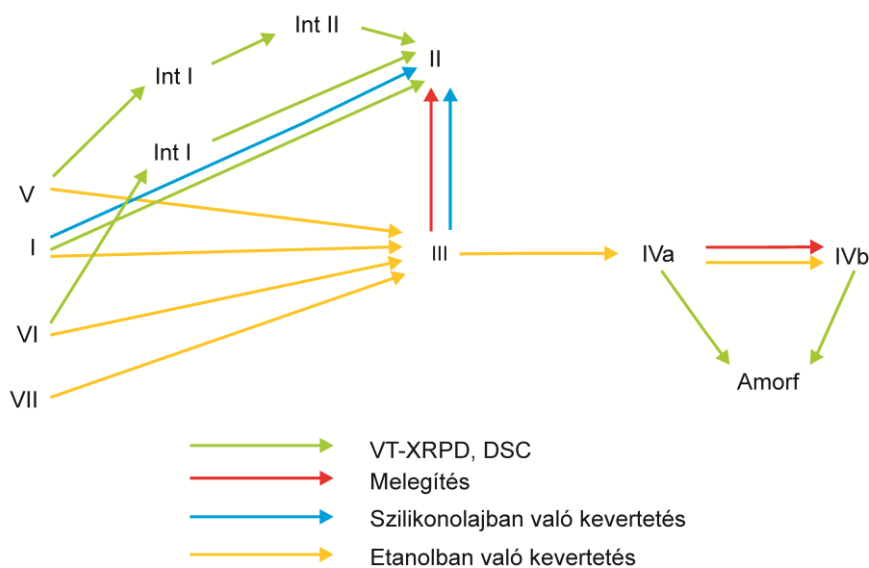 Int II
II
Int I
Int I
V
I
III
IVa
IVb
VI
Amorf
VII
VT-XRPD, DSC
Melegítés
Szilikonolajban való kevertetés
Etanolban való kevertetés